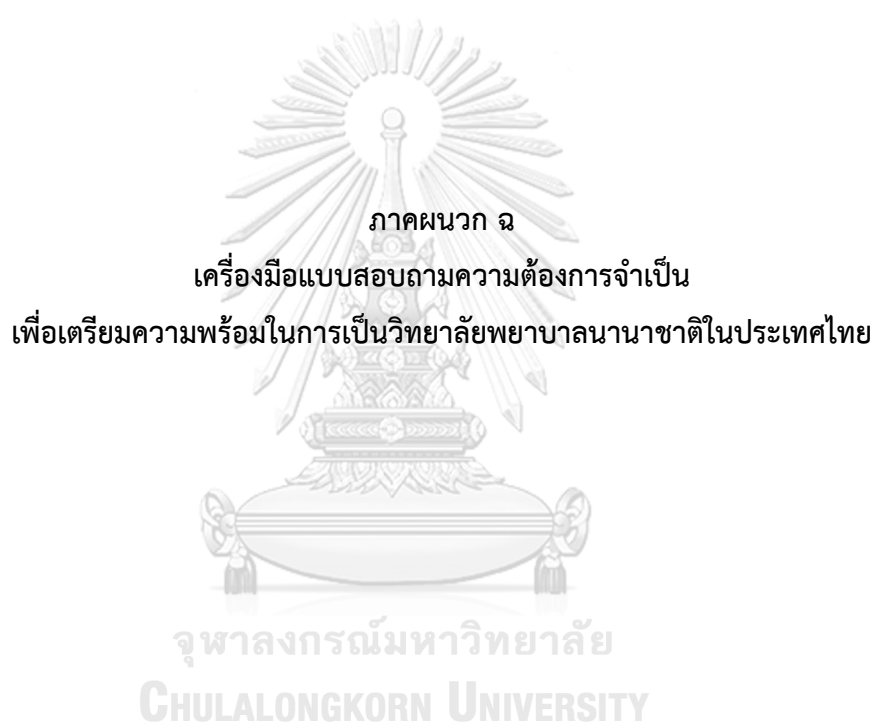 ภาคผนวก ฉ
เครื่องมือแบบสอบถามความต้องการจำเป็น
เพื่อเตรียมความพร้อมในการเป็นวิทยาลัยพยาบาลนานาชาติในประเทศไทย
จุฬาลงกรณ์มหาวิทยาลัย
CHULALONGKORN UNIVERSITY